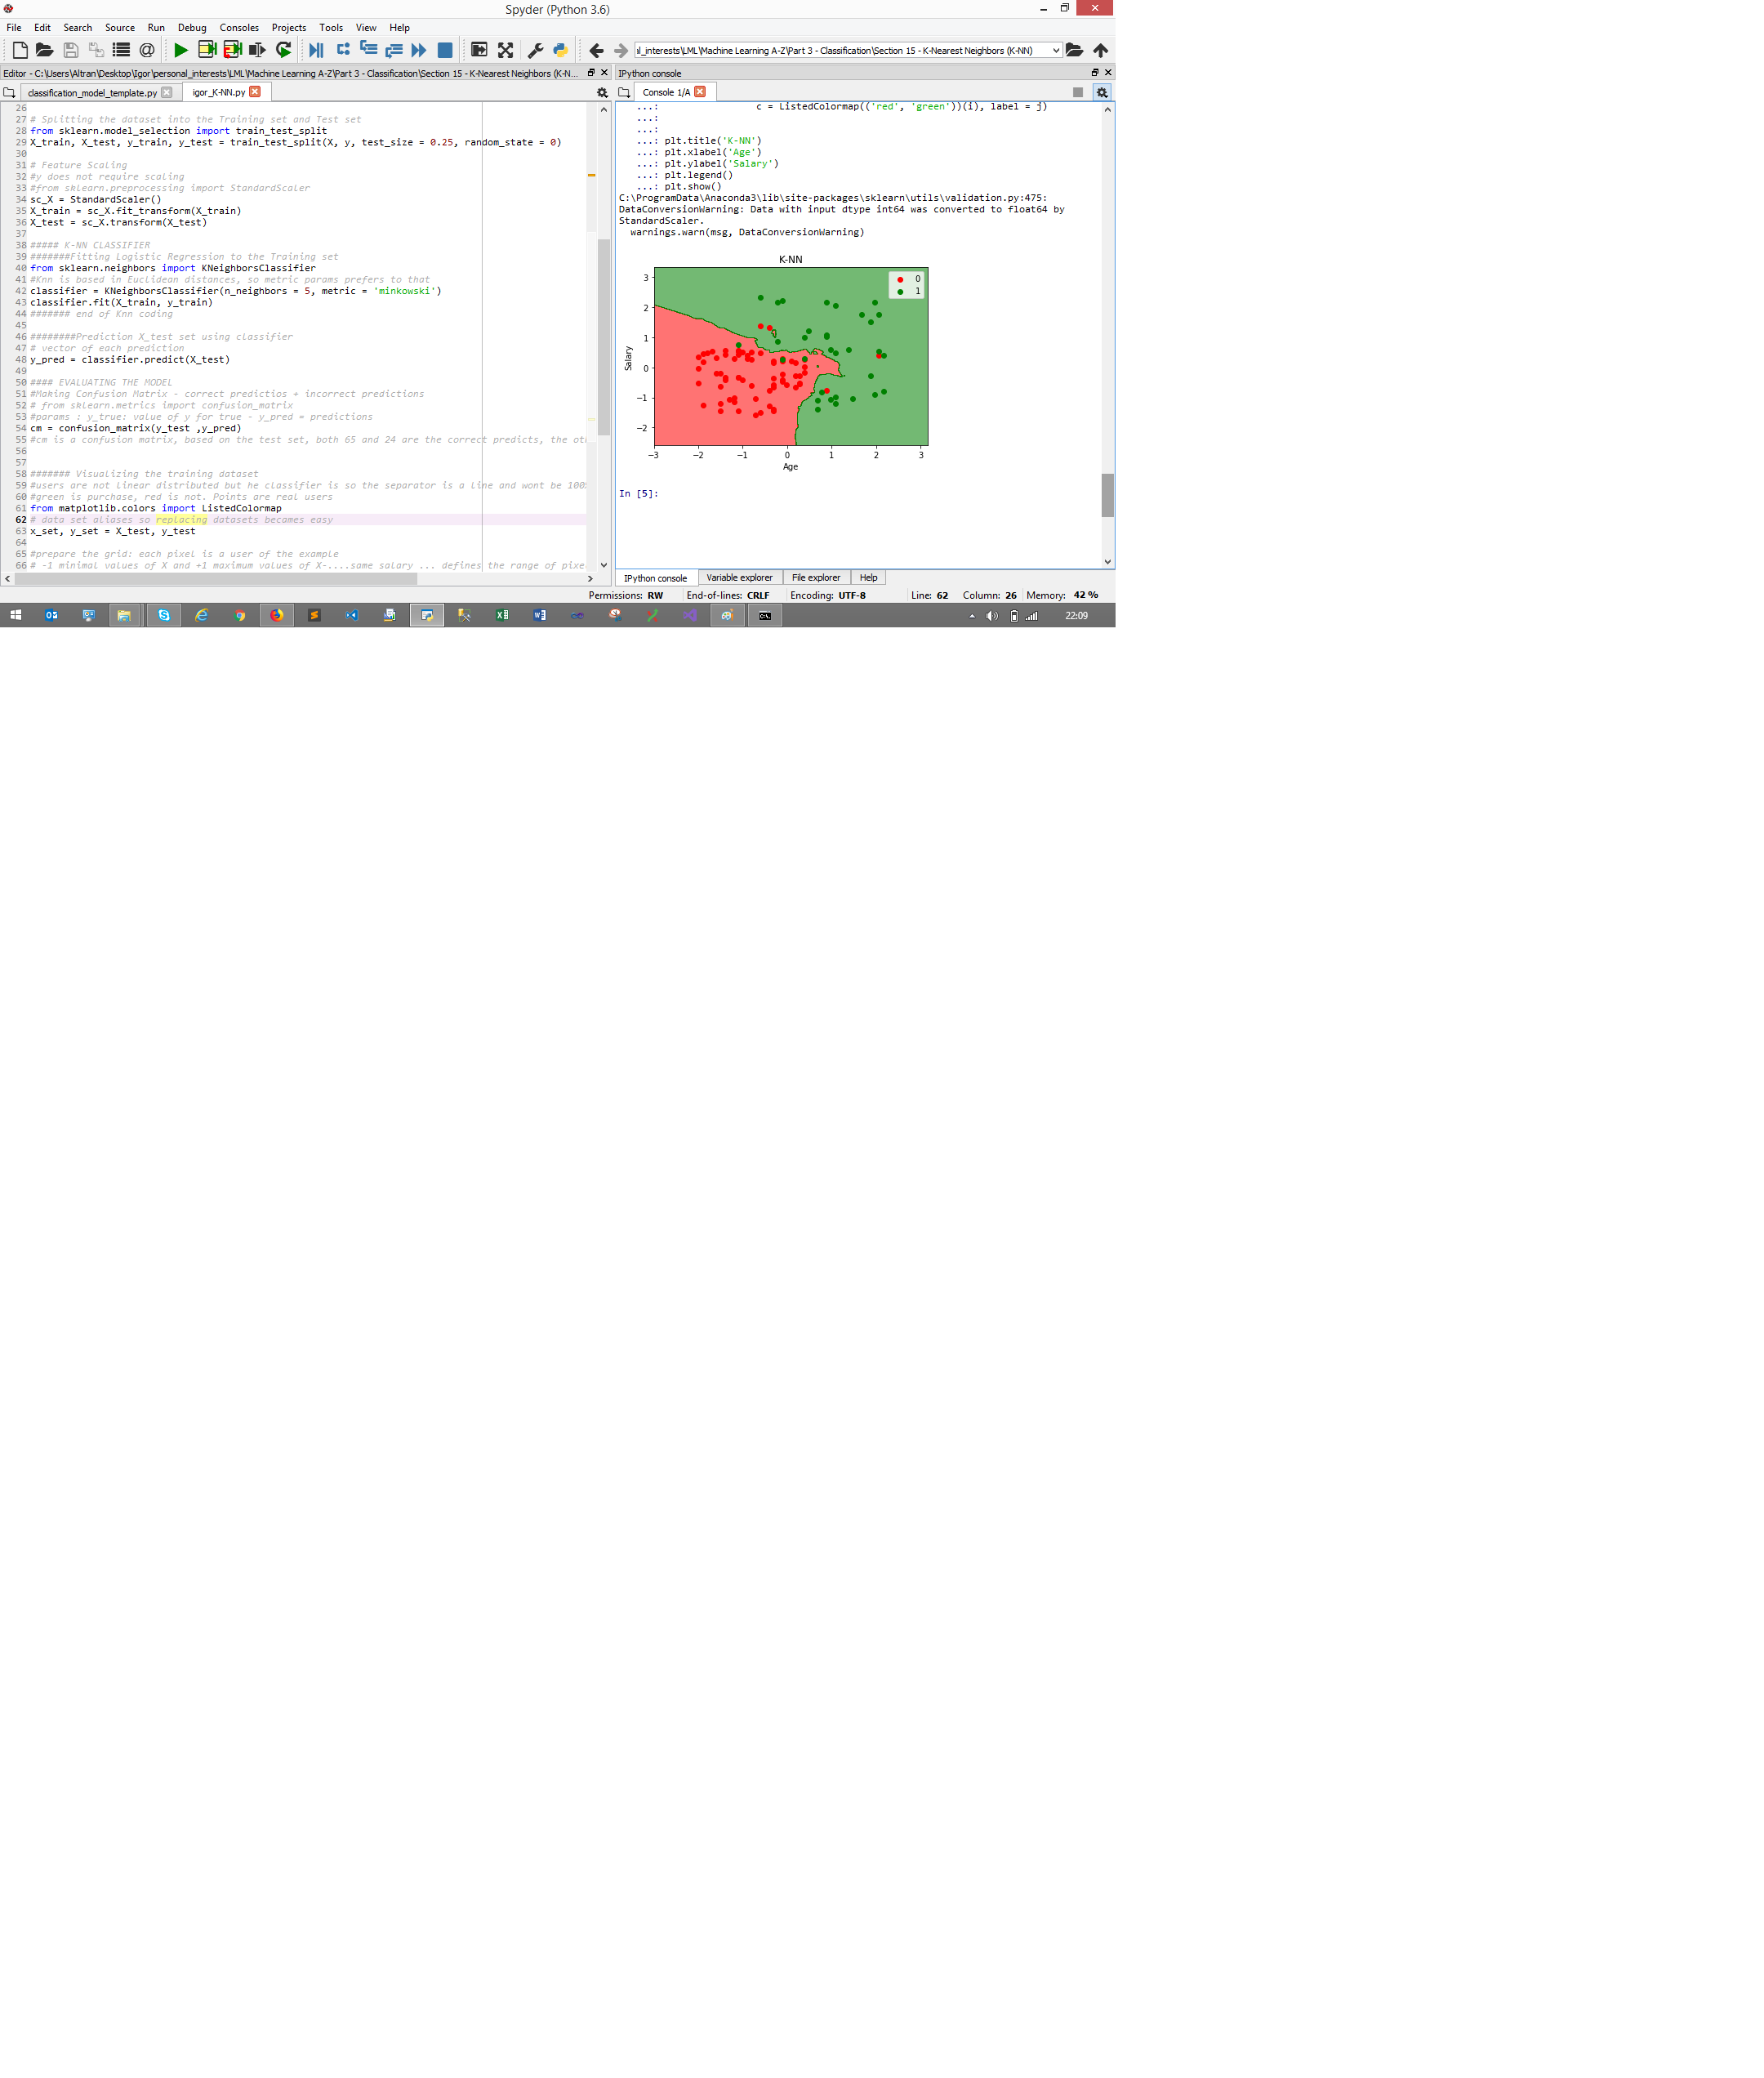 Spyder (Python 3.6)
File Edit Search Source Run Debug Consoles Projects Tools View Help
al_interests\LML\Machine Learning A-Z\Part 3 - Classification\Section 15 - K-Nearest Neighbors (K-NN)
Editor - C:\Users\Altran\Desktop\Igor\personal_interests\LML\Machine Learning A-Z\Part 3 - Classification\Section 15 - K-Nearest Neighbors (K-N...
classification_model_template.py igor_K-NN.py
26
27 # Splitting the dataset into the Training set and Test set
28 from sklearn.model_selection import train_test_split
29 X_train, X_test, y_train, y_test = train_test_split(X, y, test_size = 0.25, random_state = 0)
30
31 # Feature Scaling
32 #y does not require scaling
33 #from sklearn.preprocessing import StandardScaler
34 sc_X = StandardScaler()
35 X_train = sc_X.fit_transform(X_train)
36 X_test = sc_X.transform(X_test)
37
38 ##### K-NN CLASSIFIER
39 #######Fitting Logistic Regression to the Training set
40 from sklearn.neighbors import KNeighborsClassifier
41 #Knn is based in Euclidean distances, so metric params prefers to that
42 classifier = KNeighborsClassifier(n_neighbors = 5, metric = 'minkowski')
43 classifier.fit(X_train, y_train)
44 ####### end of Knn coding
45
46 ########Prediction X_test set using classifier
47 # vector of each prediction
48 y_pred = classifier.predict(X_test)
49
50 #### EVALUATING THE MODEL
51 #Making Confusion Matrix - correct predictios + incorrect predictions
52 # from sklearn.metrics import confusion_matrix
53 #params : y_true: value of y for true - y_pred = predictions
54 cm = confusion_matrix(y_test ,y_pred)
55 #cm is a confusion matrix, based on the test set, both 65 and 24 are the correct predicts, the ot
56
57
58 ####### Visualizing the training dataset
59 #users are not linear distributed but he classifier is so the separator is a line and wont be 100
60 #green is purchase, red is not. Points are real users
61 from matplotlib.colors import ListedColormap
62 # data set aliases so replacing datasets becames easy
63 x_set, y_set = X_test, y_test
64
65 #prepare the grid: each pixel is a user of the example
66 # -1 minimal values of X and +1 maximum values of X-....same salary ... defines the range of pixe
IPython console
Console 1/A
...: c = ListedColormap(('red', 'green'))(i), label = j)
...:
...:
...: plt.title('K-NN')
...: plt.xlabel('Age')
...: plt.ylabel('Salary')
...: plt.legend()
...: plt.show()
C:\ProgramData\Anaconda3\lib\site-packages\sklearn\utils\validation.py:475:
DataConversionWarning: Data with input dtype int64 was converted to float64 by
StandardScaler.
warnings.warn(msg, DataConversionWarning)
K-NN
0
1
3
2
1
0
−1
−2
Salary
−3 −2 −1 0 1 2 3
Age
In [5]:
IPython console Variable explorer File explorer Help
Permissions: RW End-of-lines: CRLF Encoding: UTF-8 Line: 62 Column: 26 Memory: 42 %
22:09